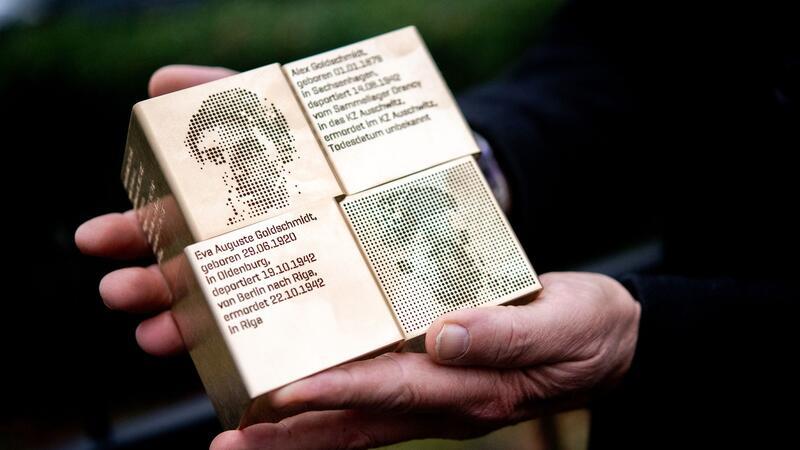 Alex Goldschmidt,
geboren 01.01.1879
in Sachsenhagen,
deportiert 14.08.1942
vom Sammellager Drancy
in das KZ Auschwitz,
ermordet im KZ Auschwitz,
Todesdatum unbekannt
Eva Auguste Goldschmidt,
geboren 29.06.1920
in Oldenburg,
deportiert 19.10.1942
von Berlin nach Riga,
ermordet 22.10.1942
in Riga